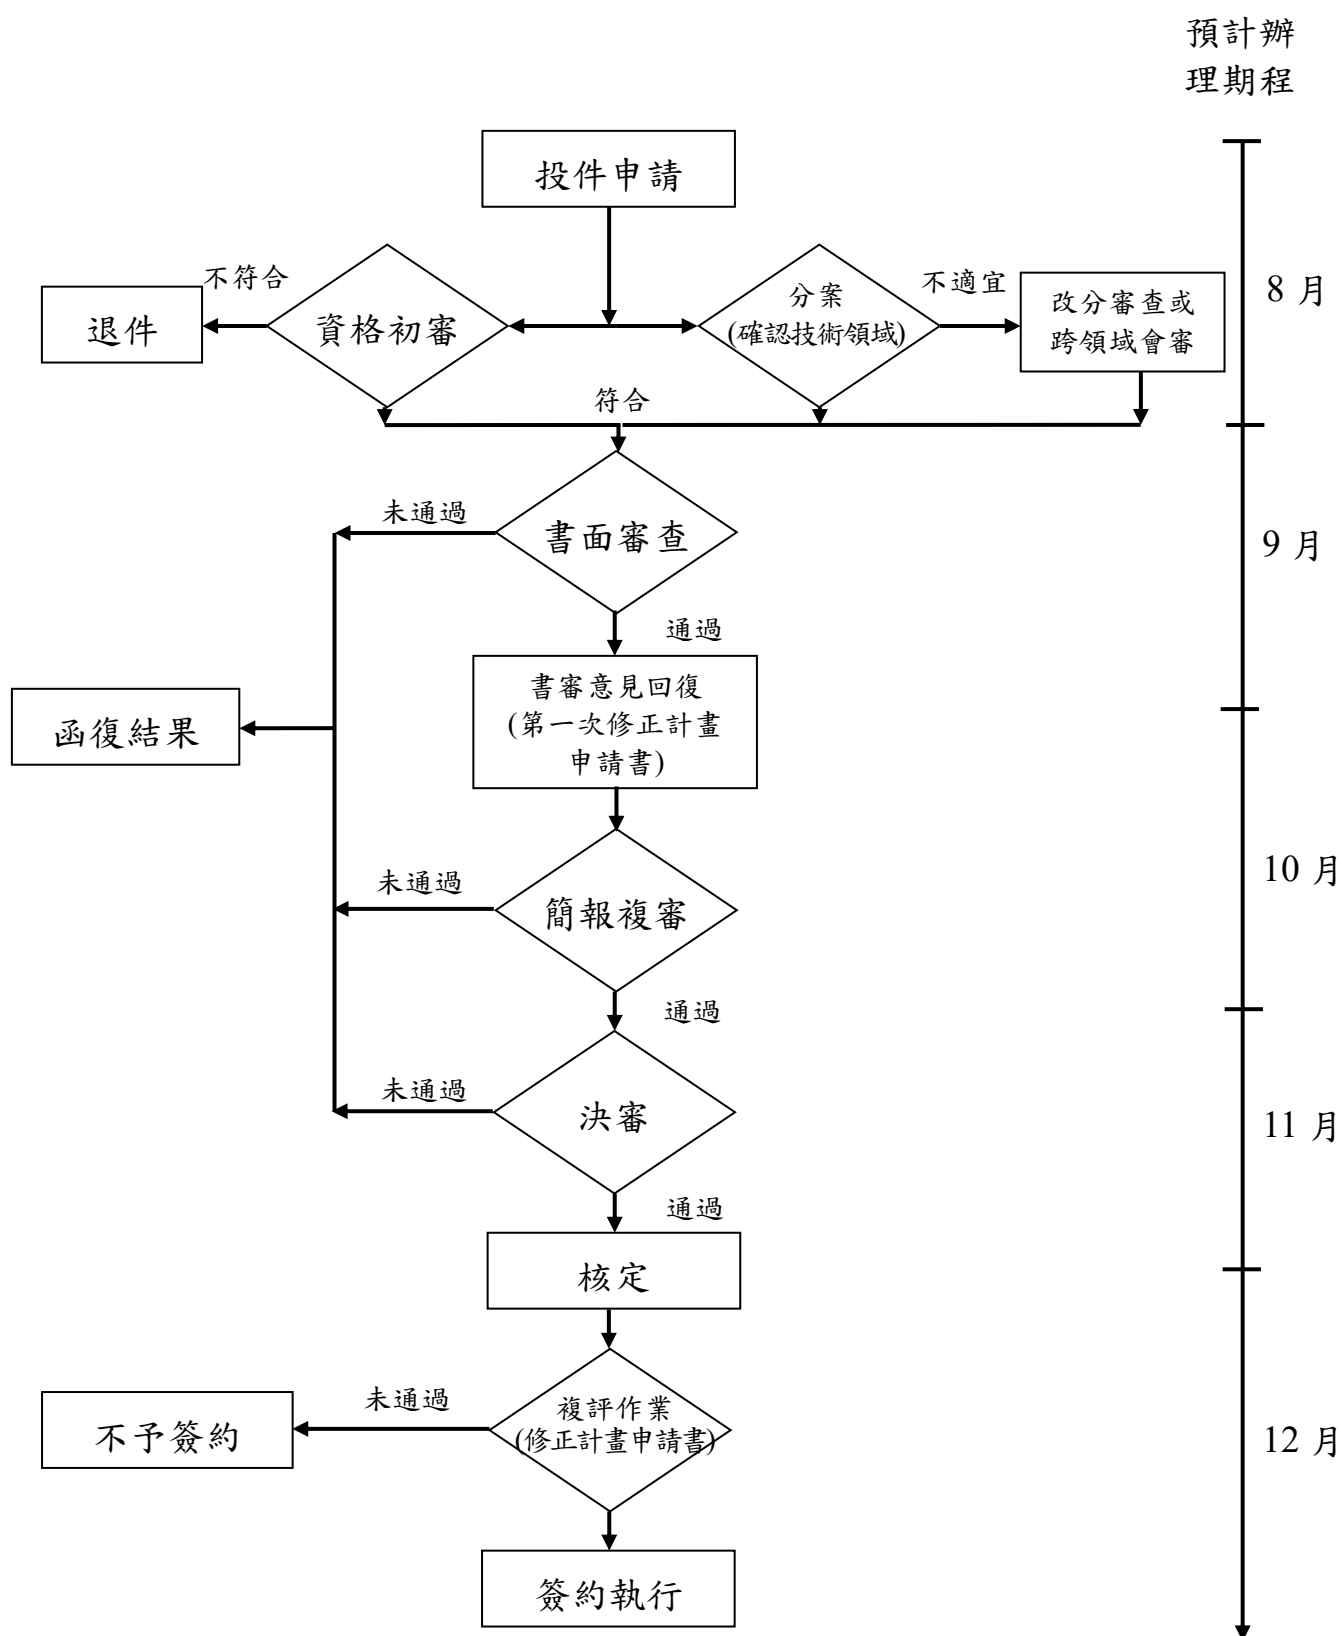 預計辦
理期程
投件申請
不符合
退件
資格初審
分案
(確認技術領域)
不適宜
改分審查或
跨領域會審
8 月
符合
未通過
書面審查
9 月
通過
書審意見回復
(第一次修正計畫
申請書)
函復結果
未通過
簡報複審
10 月
通過
未通過
決審
11 月
通過
核定
未通過
不予簽約
複評作業
(修正計畫申請書)
12 月
簽約執行